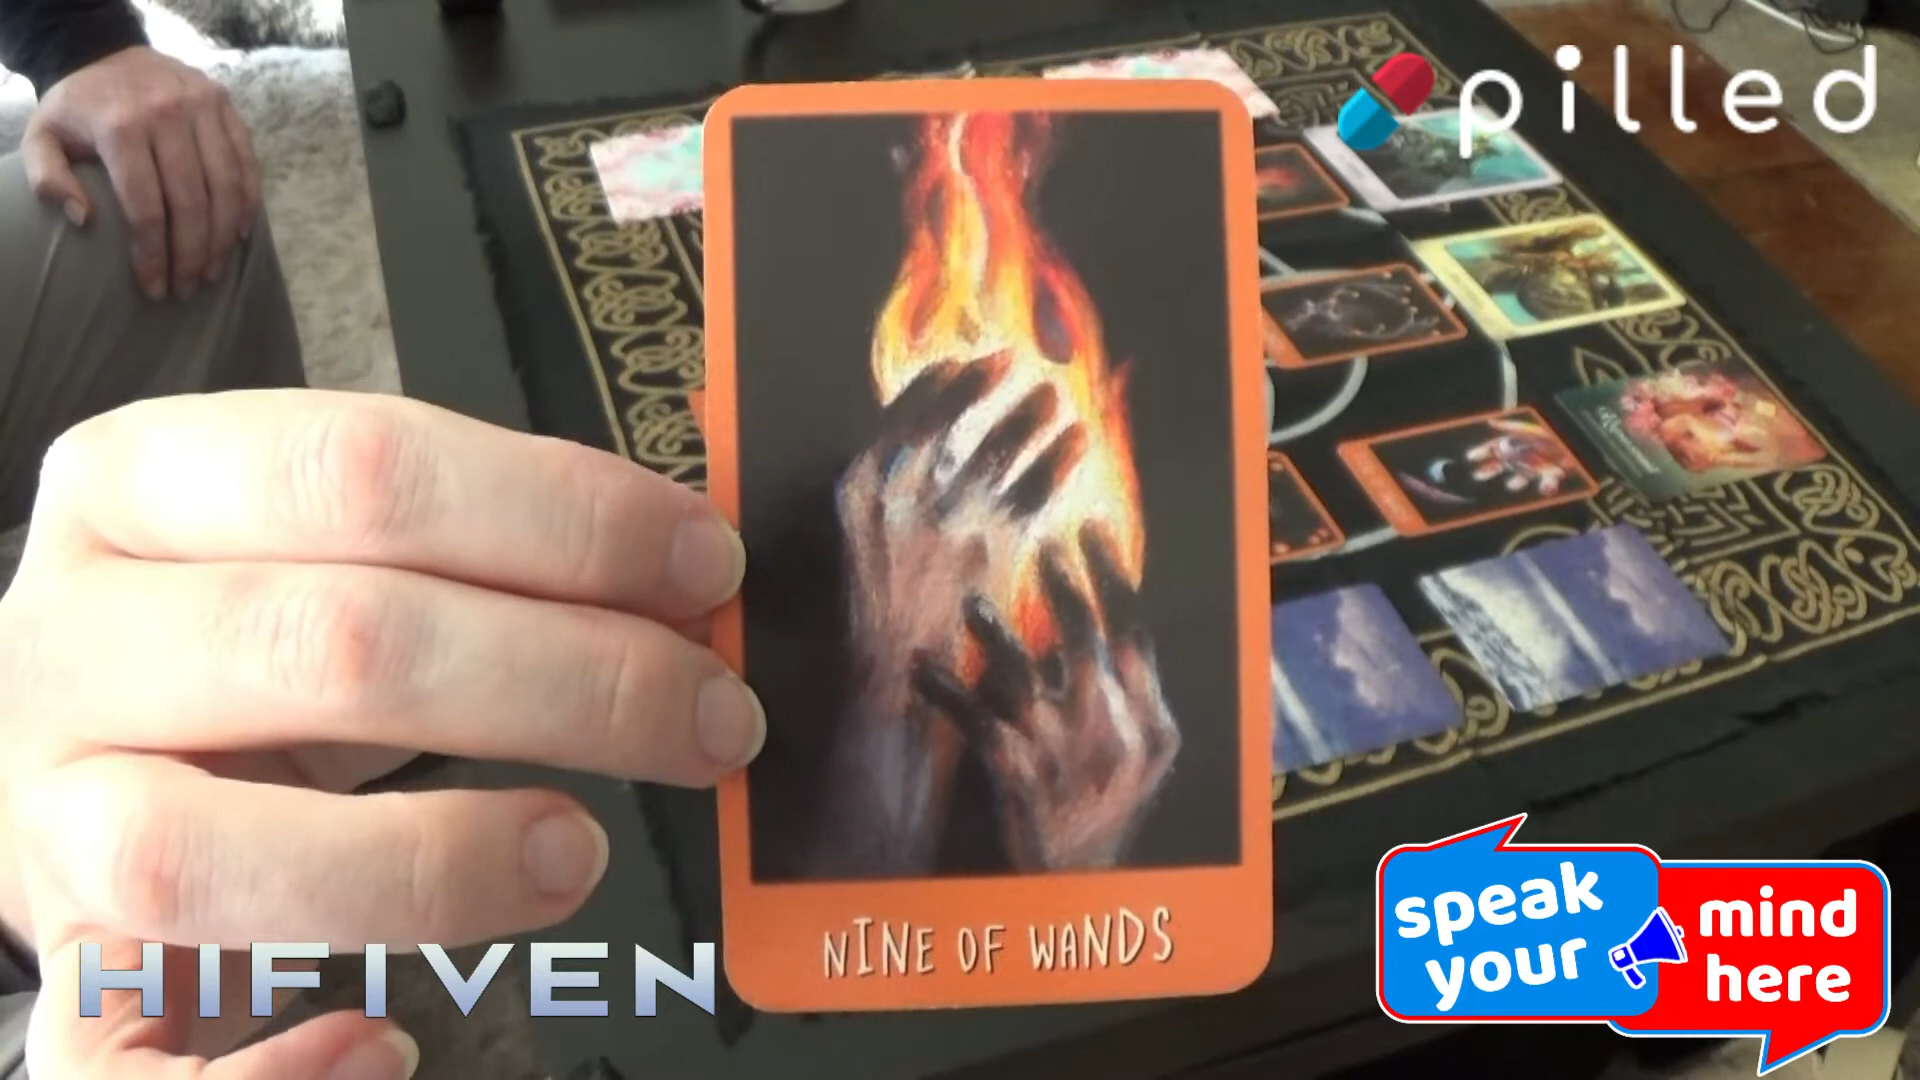 pilled
NINE OF WANDS
HIFIVEN
speak
your
mind
here